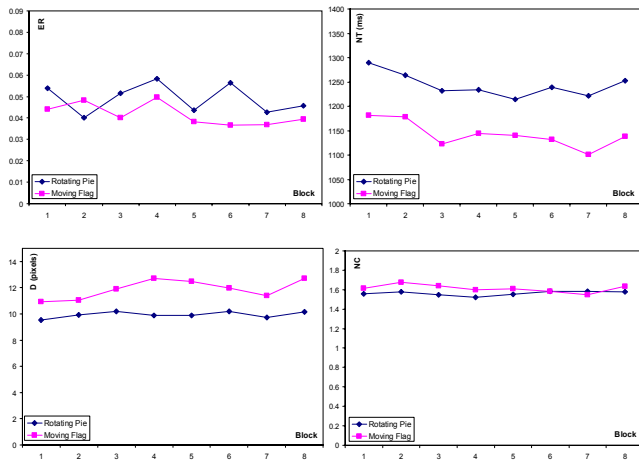 ER
0.09
0.08
0.07
0.06
0.05
0.04
0.03
0.02
0.01
0
Rotating Pie
Moving Flag
Block
1 2 3 4 5 6 7 8
NT (ms)
1400
1350
1300
1250
1200
1150
1100
1050
1000
Rotating Pie
Moving Flag
Block
1 2 3 4 5 6 7 8
D (pixels)
14
12
10
8
6
4
2
0
Rotating Pie
Moving Flag
Block
1 2 3 4 5 6 7 8
NC
2
1.8
1.6
1.4
1.2
1
0.8
0.6
0.4
0.2
0
Rotating Pie
Moving Flag
Block
1 2 3 4 5 6 7 8